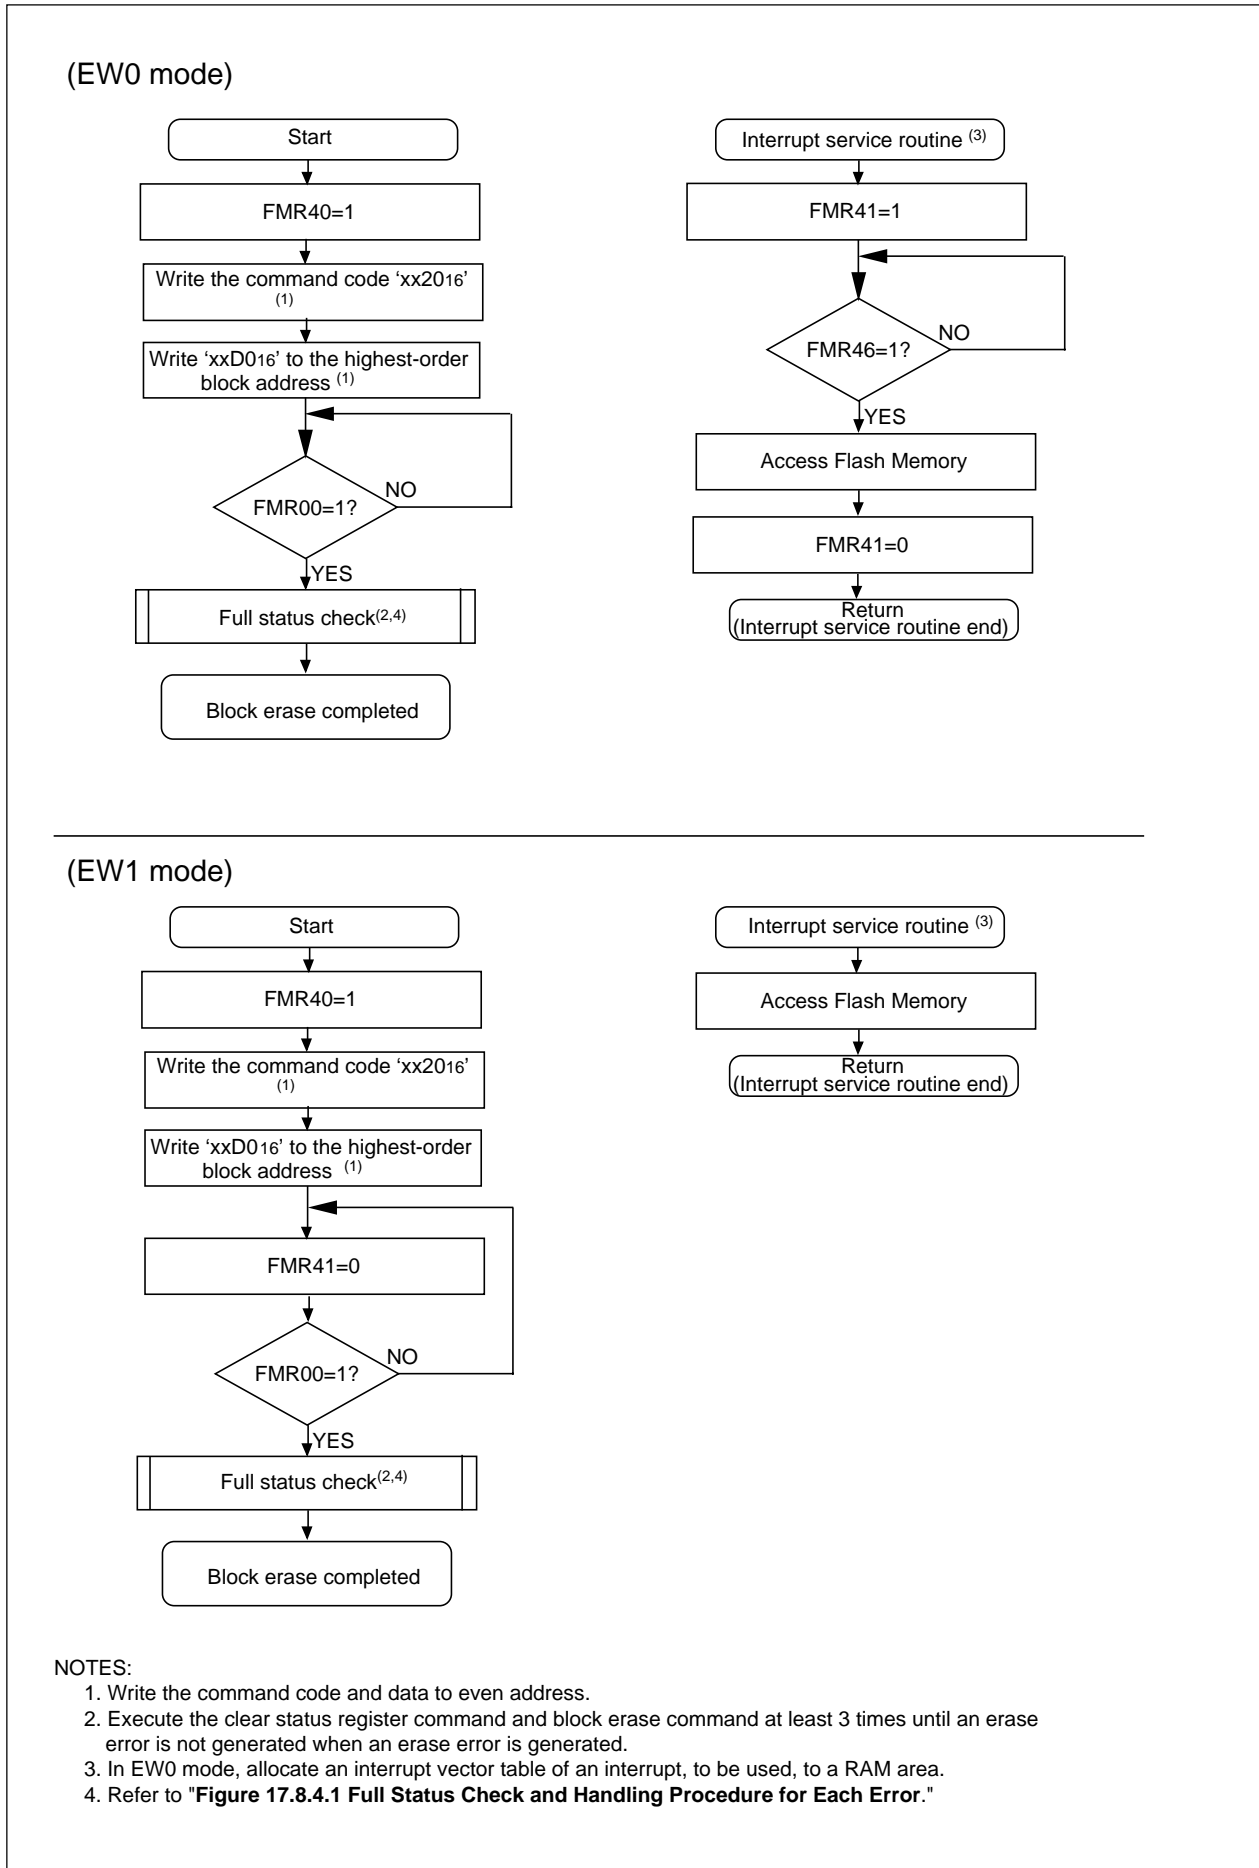 (EW0 mode)
Start
FMR40=1
Write the command code ‘xx2016’
(1)
Write ‘xxD016’ to the highest-order
block address (1)
FMR00=1?
NO
YES
Full status check(2,4)
Block erase completed
Interrupt service routine (3)
FMR41=1
FMR46=1?
NO
YES
Access Flash Memory
FMR41=0
Return
(Interrupt service routine end)
(EW1 mode)
Start
FMR40=1
Write the command code ‘xx2016’
(1)
Write ‘xxD016’ to the highest-order
block address (1)
FMR41=0
FMR00=1?
NO
YES
Full status check(2,4)
Block erase completed
Interrupt service routine (3)
Access Flash Memory
Return
(Interrupt service routine end)
NOTES:
1. Write the command code and data to even address.
2. Execute the clear status register command and block erase command at least 3 times until an erase
error is not generated when an erase error is generated.
3. In EW0 mode, allocate an interrupt vector table of an interrupt, to be used, to a RAM area.
4. Refer to "Figure 17.8.4.1 Full Status Check and Handling Procedure for Each Error."